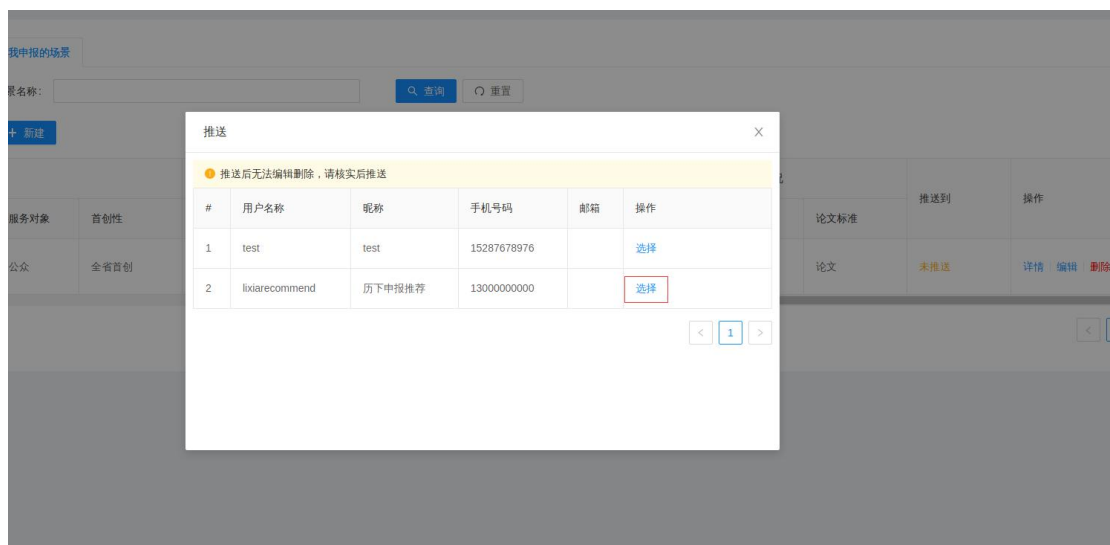 我申报的场景
景名称:
查询
重置
+ 新建
推送
推送后无法编辑删除，请核实后推送
# 用户名称 昵称 手机号码 邮箱 操作
1 test test 15287678976 选择
2 lixiarecommend 历下申报推荐 13000000000 选择
< 1 >
服务对象 首创性 论文标准 推送到 操作
公众 全省首创 论文 未推送 详情 编辑 删除